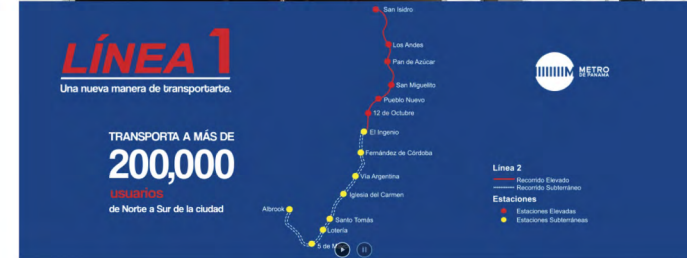 LÍNEA 1
Una nueva manera de transportarte.
TRANSPORTA A MÁS DE
200,000
usuarios
de Norte a Sur de la ciudad
San Isidro
Los Andes
Pan de Azúcar
San Miguelito
Pueblo Nuevo
12 de Octubre
El Ingenio
Fernández de Córdoba
Vía Argentina
Iglesia del Carmen
Santo Tomás
Lotería
5 de
Albrook
METRO
DE PANAMÁ
Línea 2
Recorrido Elevado
Recorrido Subterráneo
Estaciones
Estaciones Elevadas
Estaciones Subterráneas